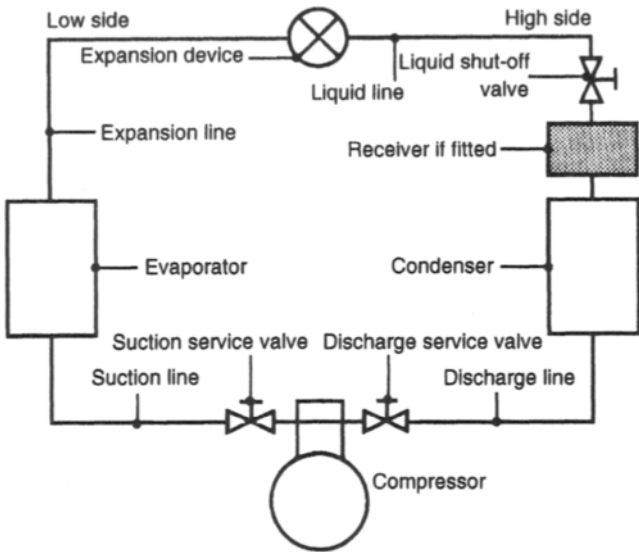 Low side
High side
Expansion device
Liquid line
Liquid shut-off
valve
Expansion line
Receiver if fitted
Evaporator
Condenser
Suction service valve
Discharge service valve
Suction line
Discharge line
Compressor